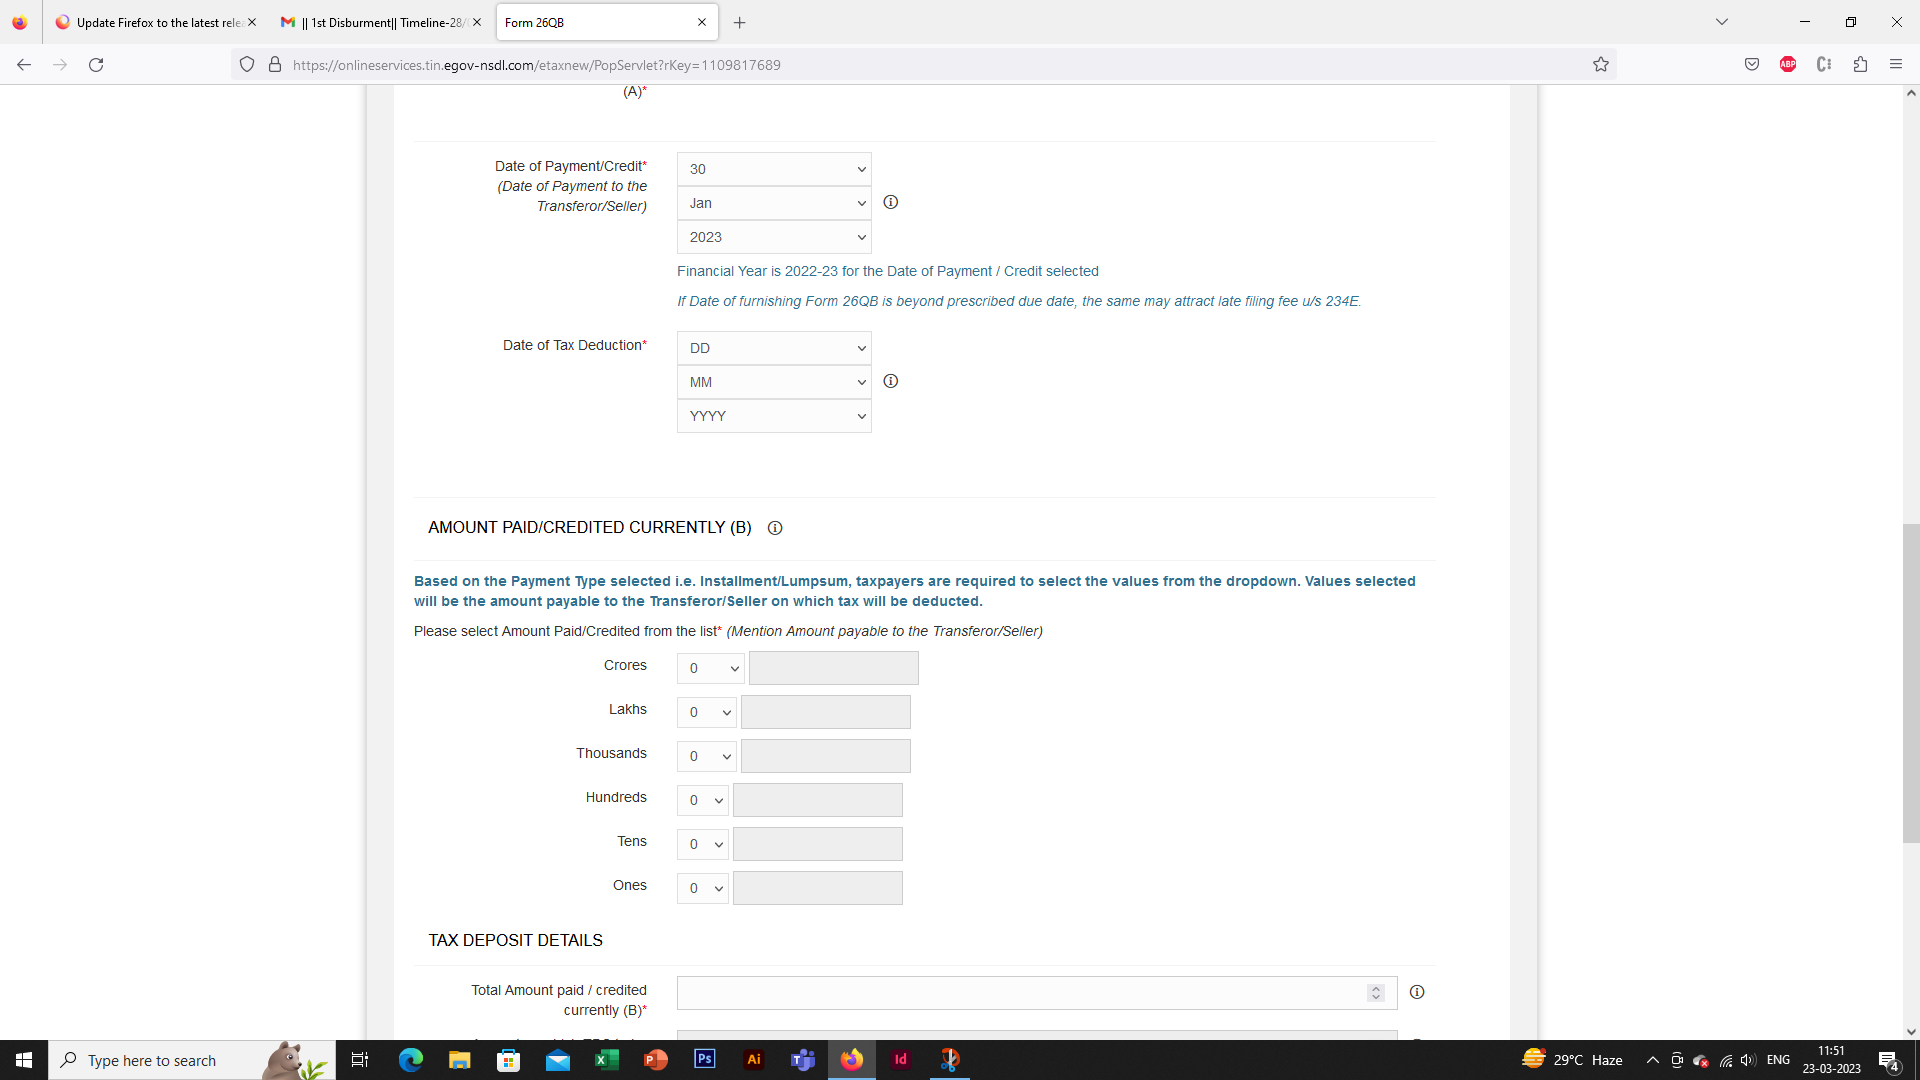 Update Firefox to the latest rele
|| 1st Disburment|| Timeline-28/
Form 26QB
https://onlineservices.tin.egov-nsdl.com/etaxnew/PopServlet?rKey=1109817689
ABP
(A)*
Date of Payment/Credit*
(Date of Payment to the
Transferor/Seller)
30
Jan
2023
Financial Year is 2022-23 for the Date of Payment / Credit selected
If Date of furnishing Form 26QB is beyond prescribed due date, the same may attract late filing fee u/s 234E.
Date of Tax Deduction*
DD
MM
YYYY
AMOUNT PAID/CREDITED CURRENTLY (B)
Based on the Payment Type selected i.e. Installment/Lumpsum, taxpayers are required to select the values from the dropdown. Values selected
will be the amount payable to the Transferor/Seller on which tax will be deducted.
Please select Amount Paid/Credited from the list* (Mention Amount payable to the Transferor/Seller)
Crores 0
Lakhs 0
Thousands 0
Hundreds 0
Tens 0
Ones 0
TAX DEPOSIT DETAILS
Total Amount paid / credited
currently (B)*
Type here to search
Ps
Ai
Id
29°C Haze
ENG
11:51
23-03-2023
4